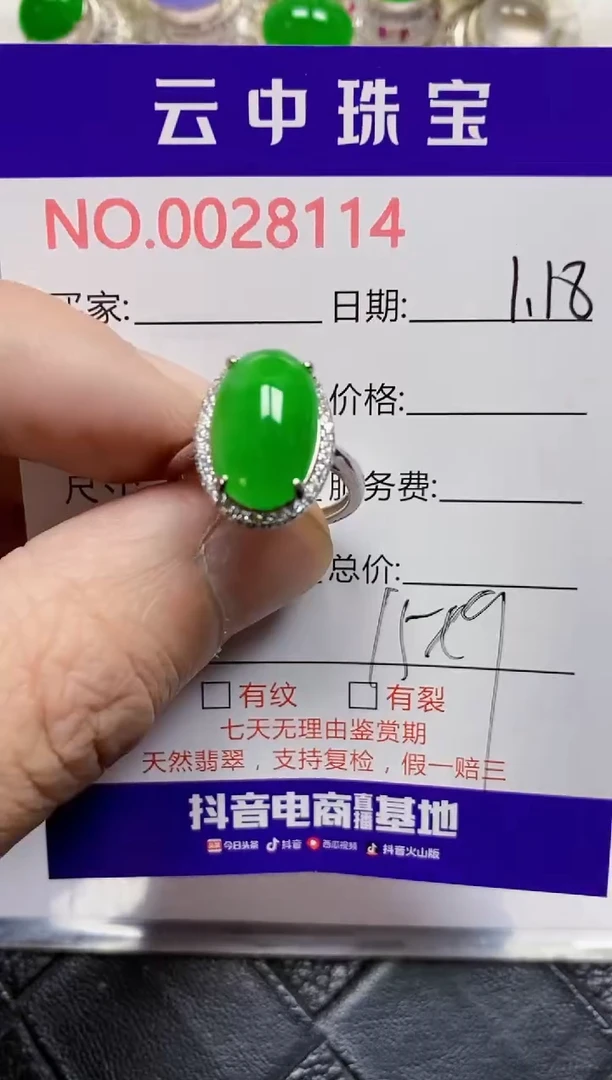 云中珠宝
NO.0028114
买家: 日期: 1.18
价格:
尺寸 服务费:
总价:
□有纹 □有裂
七天无理由鉴赏期
天然翡翠，支持复检，假一赔三
抖音电商直播基地
今日头条 抖音 西瓜视频 抖音火山版